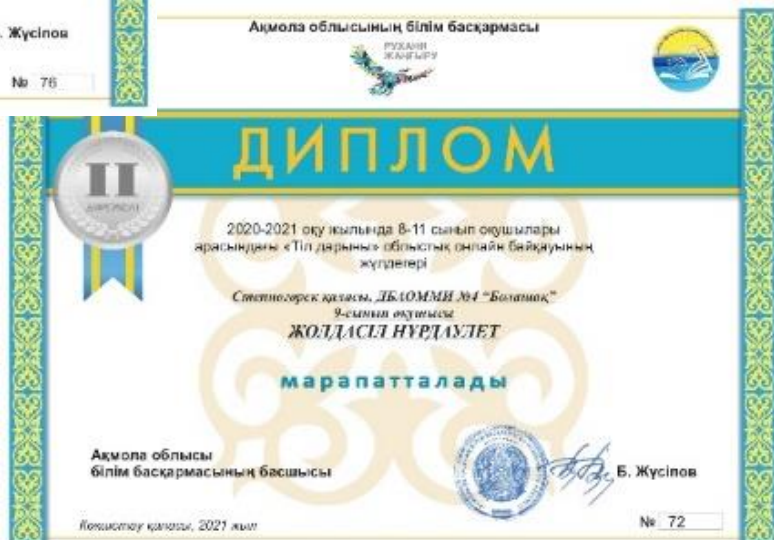 . Жүсіпов
№ 76
Ақмола облысының білім басқармасы
РУХАНИ
ЖАҢҒЫРУ
ДИПЛОМ
II
2020-2021 оқу жылында 8-11 сынып оқушылары
арасындағы «Тіл дарыны» облыстық онлайн байқауының
жүлдегері
Степногорск қаласы, ДБАОММИ №4 "Болашақ"
9-сынып оқушысы
ЖОЛДАСІЛ НҰРДАУЛЕТ
марапатталады
Ақмола облысы
білім басқармасының басшысы
Б. Жүсіпов
Көкшетау қаласы, 2021 жыл
№ 72